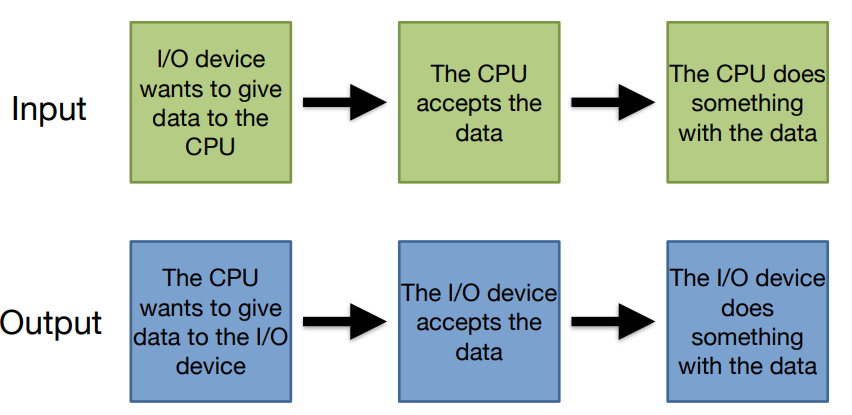 Input
I/O device
wants to give
data to the
CPU
The CPU
accepts the
data
The CPU does
something
with the data
Output
The CPU
wants to give
data to the I/O
device
The I/O device
accepts the
data
The I/O device
does
something
with the data